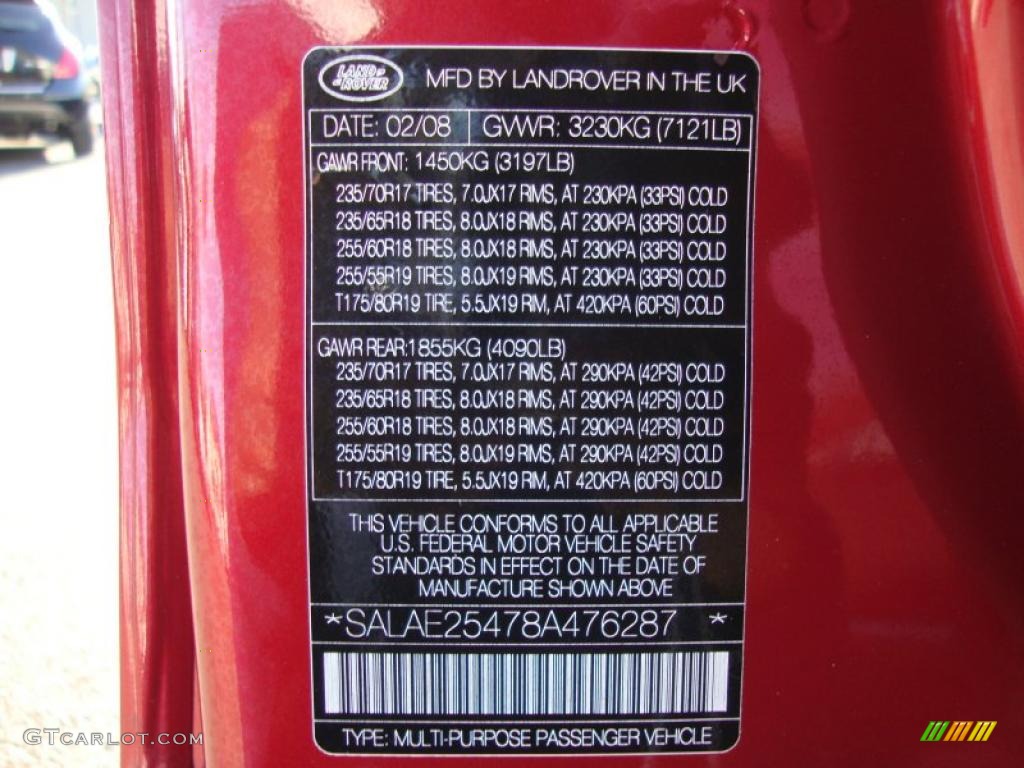 LAND ROVER MFD BY LANDROVER IN THE UK
DATE: 02/08 GVWR: 3230KG (7121LB)
GAWR FRONT: 1450KG (3197LB)
235/70R17 TIRES, 7.0JX17 RIMS, AT 230KPA (33PSI) COLD
235/65R18 TIRES, 8.0JX18 RIMS, AT 230KPA (33PSI) COLD
255/60R18 TIRES, 8.0JX18 RIMS, AT 230KPA (33PSI) COLD
255/55R19 TIRES, 8.0JX19 RIMS, AT 230KPA (33PSI) COLD
T175/80R19 TIRE, 5.5JX19 RIM, AT 420KPA (60PSI) COLD
GAWR REAR:1855KG (4090LB)
235/70R17 TIRES, 7.0JX17 RIMS, AT 290KPA (42PSI) COLD
235/65R18 TIRES, 8.0JX18 RIMS, AT 290KPA (42PSI) COLD
255/60R18 TIRES, 8.0JX18 RIMS, AT 290KPA (42PSI) COLD
255/55R19 TIRES, 8.0JX19 RIMS, AT 290KPA (42PSI) COLD
T175/80R19 TIRE, 5.5JX19 RIM, AT 420KPA (60PSI) COLD
THIS VEHICLE CONFORMS TO ALL APPLICABLE
U.S. FEDERAL MOTOR VEHICLE SAFETY
STANDARDS IN EFFECT ON THE DATE OF
MANUFACTURE SHOWN ABOVE
*SALAE25478A476287 *
TYPE: MULTI-PURPOSE PASSENGER VEHICLE
GTCARLOT.COM